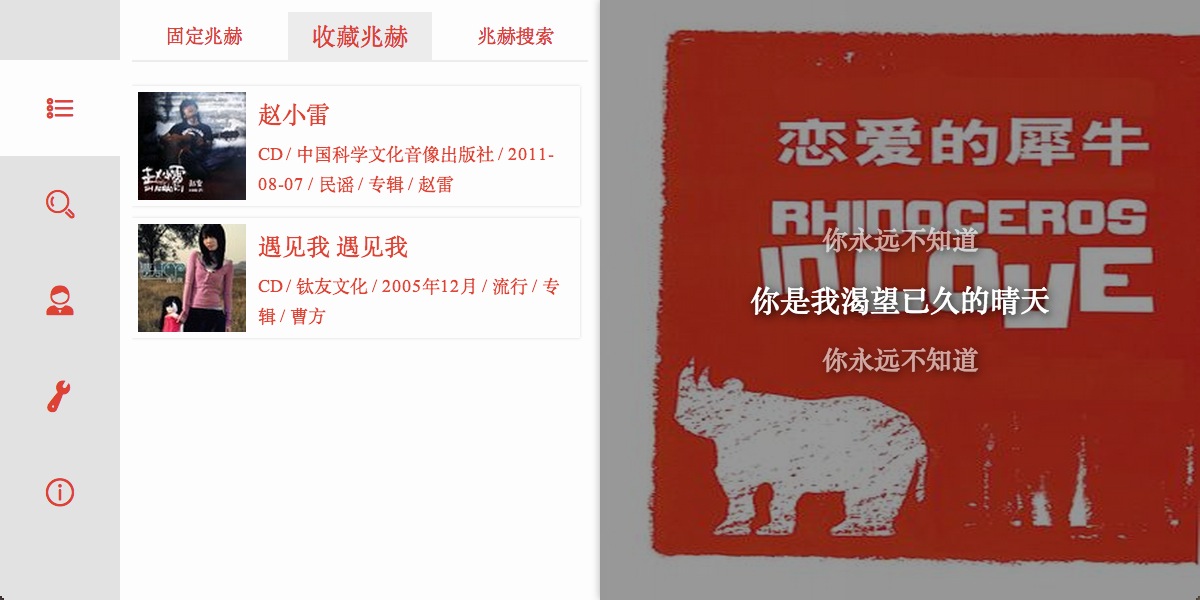 固定兆赫
收藏兆赫
兆赫搜索
赵小雷
CD / 中国科学文化音像出版社 / 2011-
08-07 / 民谣 / 专辑 / 赵雷
遇见我 遇见我
CD / 钛友文化 / 2005年12月 / 流行 / 专
辑 / 曹方
恋爱的犀牛
RHINOCEROS
IN LOVE
你永远不知道
你是我渴望已久的晴天
你永远不知道